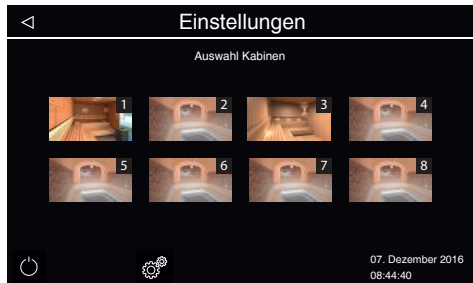 Einstellungen
Auswahl Kabinen
1 2 3 4
5 6 7 8
07. Dezember 2016
08:44:40